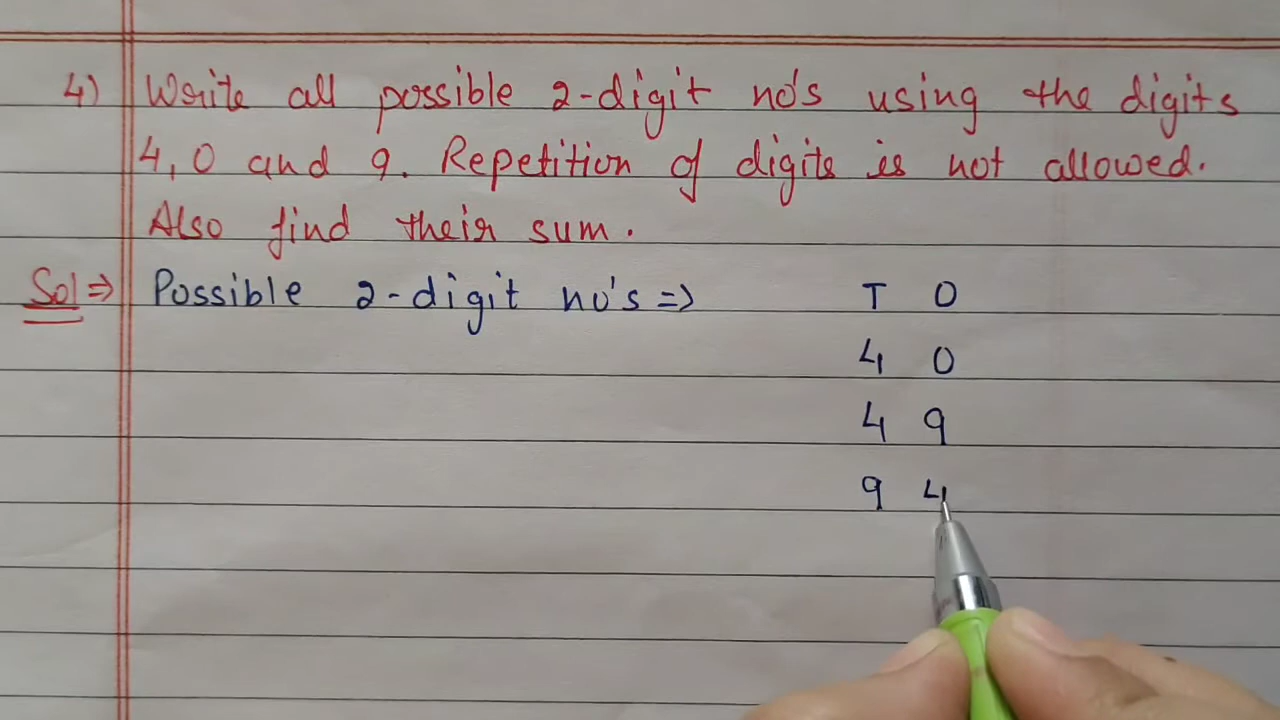 4) Write all possible 2-digit no's using the digits
4, 0 and 9. Repetition of digits is not allowed.
Also find their sum.
Sol ⇒ Possible 2-digit no's ⇒ T O
4 0
4 9
9 4